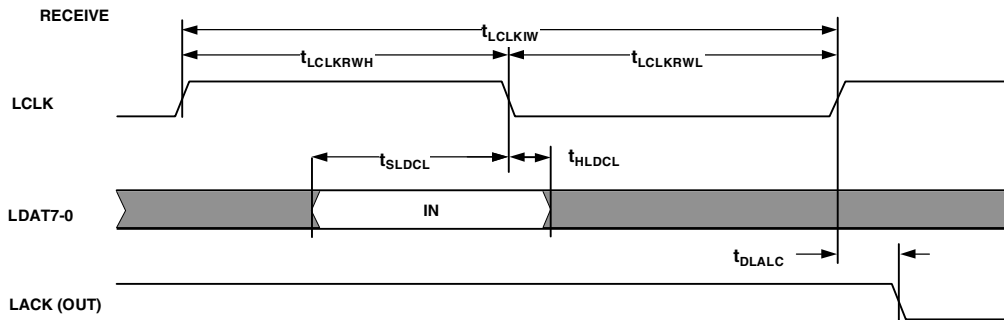 RECEIVE
tLCLKIW
tLCLKRWH
tLCLKRWL
LCLK
tSLDCL
tHLDCL
LDAT7-0
IN
tDLALC
LACK (OUT)